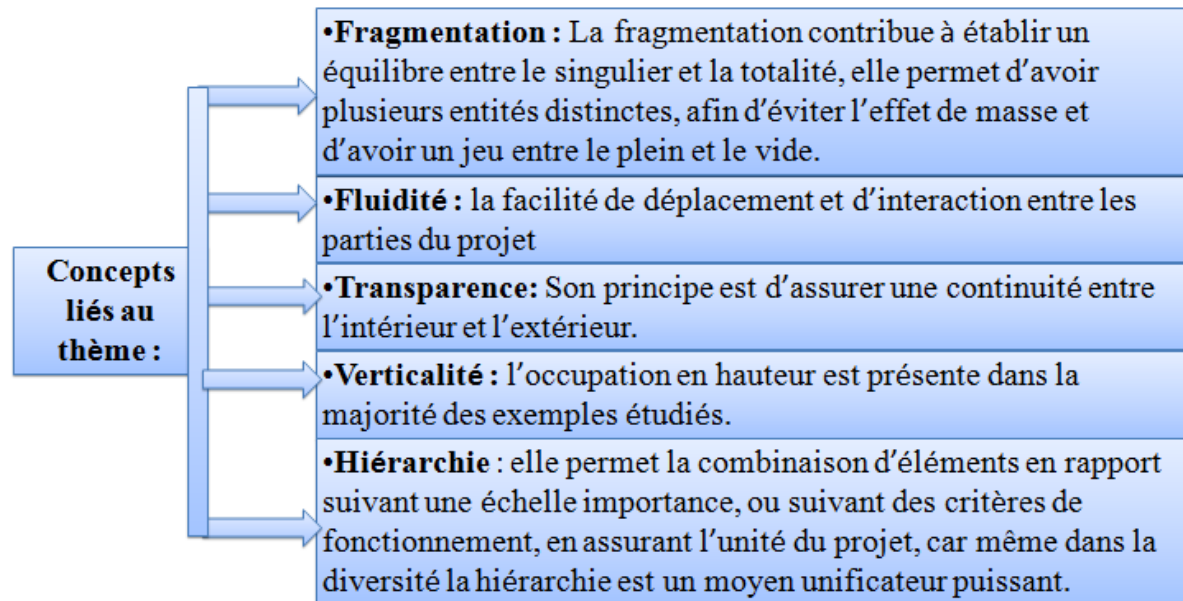 Concepts
liés au
thème :
•Fragmentation : La fragmentation contribue à établir un
équilibre entre le singulier et la totalité, elle permet d’avoir
plusieurs entités distinctes, afin d’éviter l’effet de masse et
d’avoir un jeu entre le plein et le vide.
•Fluidité : la facilité de déplacement et d’interaction entre les
parties du projet
•Transparence: Son principe est d’assurer une continuité entre
l’intérieur et l’extérieur.
•Verticalité : l’occupation en hauteur est présente dans la
majorité des exemples étudiés.
•Hiérarchie : elle permet la combinaison d’éléments en rapport
suivant une échelle importance, ou suivant des critères de
fonctionnement, en assurant l’unité du projet, car même dans la
diversité la hiérarchie est un moyen unificateur puissant.